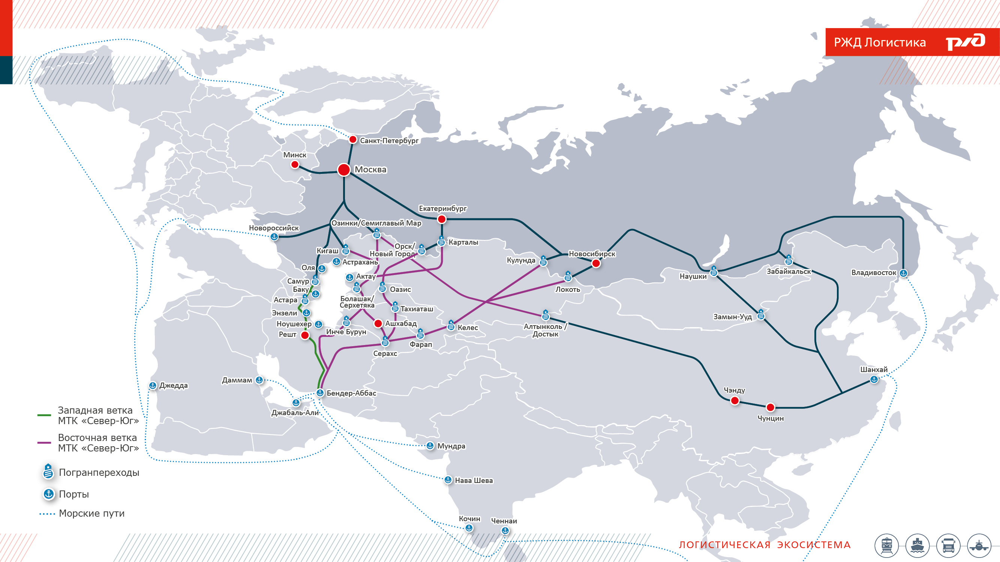 РЖД Логистика
Санкт-Петербург
Минск
Москва
Екатеринбург
Новороссийск
Озинки/Семиглавый Мар
Карталы
Орск/
Новый Город
Кигаш
Астрахань
Оля
Актау
Самур
Баку
Астара
Оазис
Болашак/
Серхетяка
Тахиаташ
Энзели
Ноушехер
Ашхабад
Решт
Инче Бурун
Келес
Фарап
Серахс
Кулунда
Новосибирск
Локоть
Алтынколь /
Достык
Наушки
Забайкальск
Владивосток
Замын-Ууд
Шанхай
Чэнду
Чунцин
Даммам
Джедда
Бендер-Аббас
Джабаль-Али
Мундра
Нава Шева
Кочин
Ченнаи
Западная ветка
МТК «Север-Юг»
Восточная ветка
МТК «Север-Юг»
Погранпереходы
Порты
Морские пути
ЛОГИСТИЧЕСКАЯ ЭКОСИСТЕМА